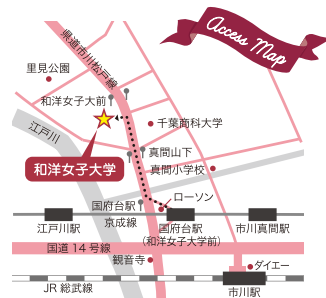 Access Map
県道市川松戸線
里見公園
和洋女子大前
江戸川
千葉商科大学
和洋女子大学
真間山下
真間小学校
国府台駅
ローソン
京成線
江戸川駅
国府台駅
(和洋女子大学前)
市川真間駅
国道14号線
観音寺
ダイエー
JR総武線
市川駅